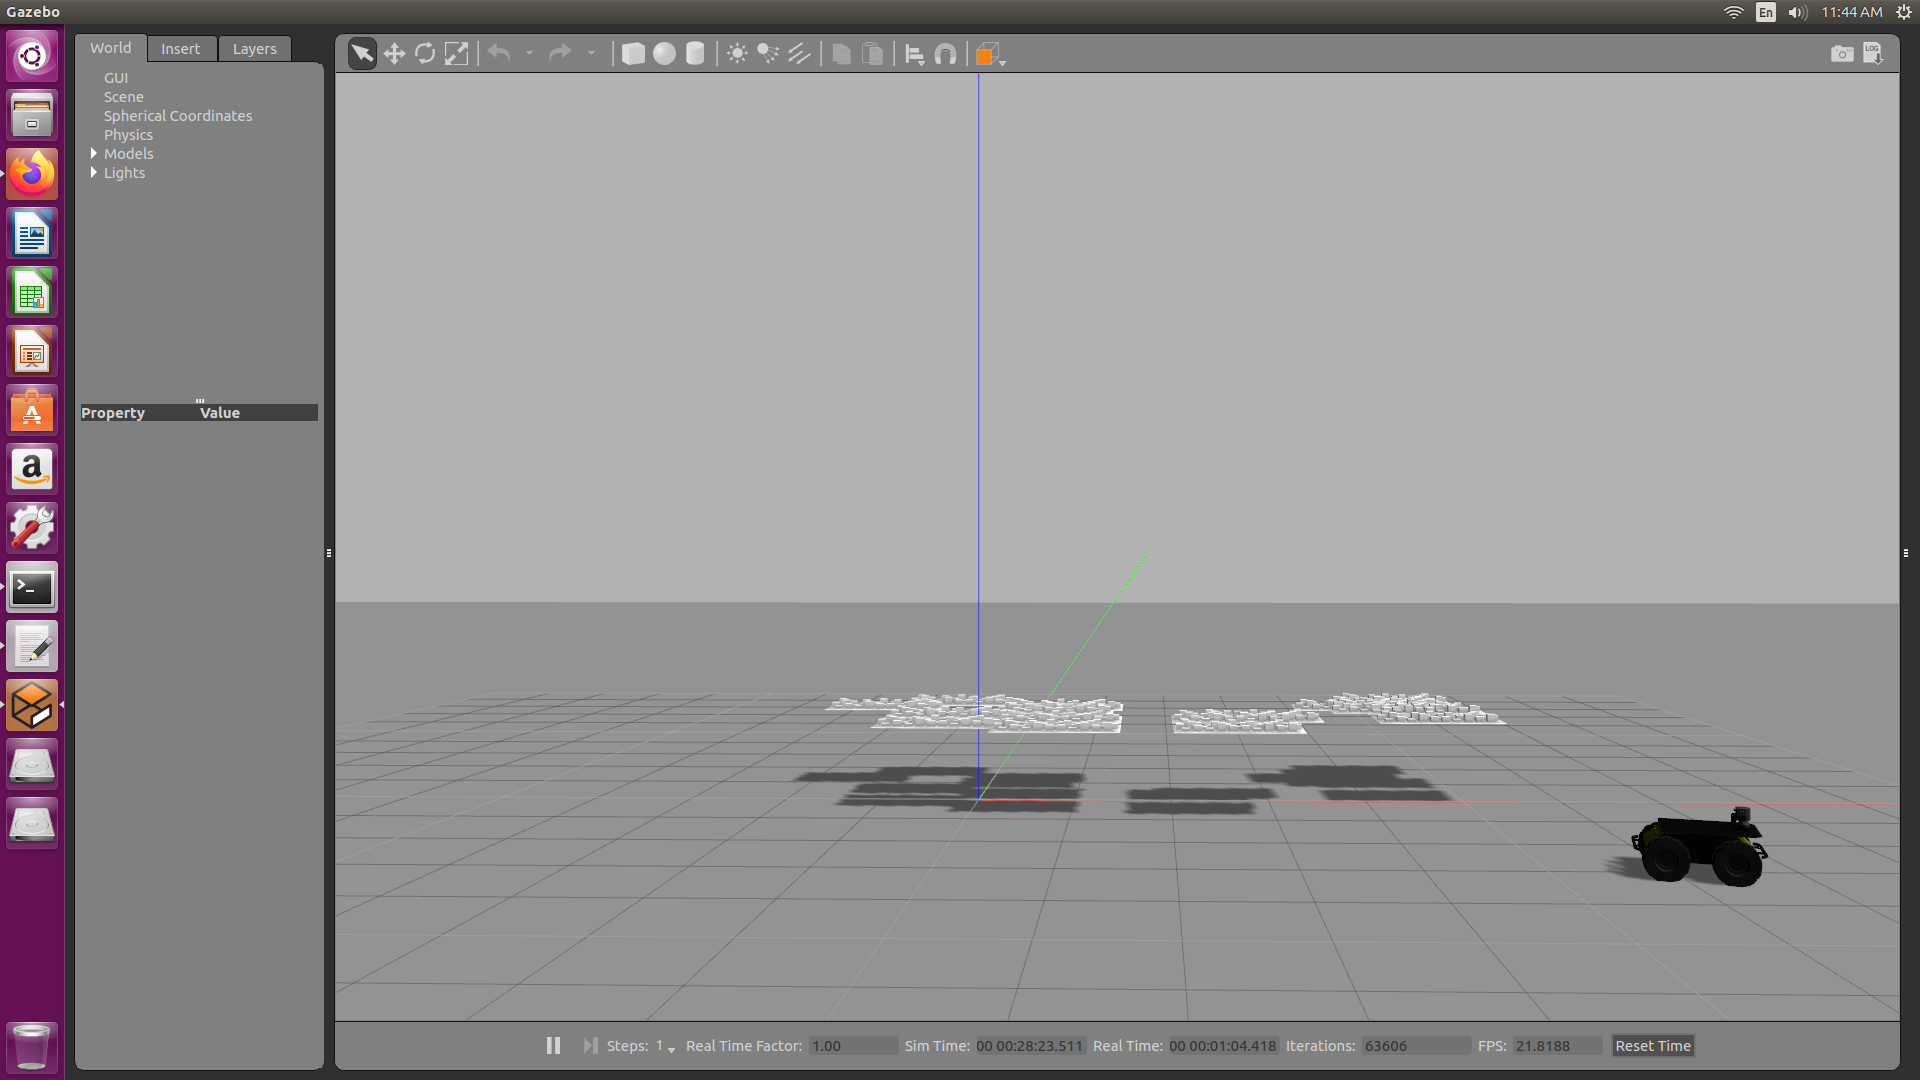 Gazebo
En
11:44 AM
World Insert Layers
LOG
GUI
Scene
Spherical Coordinates
Physics
Models
Lights
Property Value
Steps: 1 Real Time Factor: 1.00 Sim Time: 00 00:28:23.511 Real Time: 00 00:01:04.418 Iterations: 63606 FPS: 21.8188 Reset Time